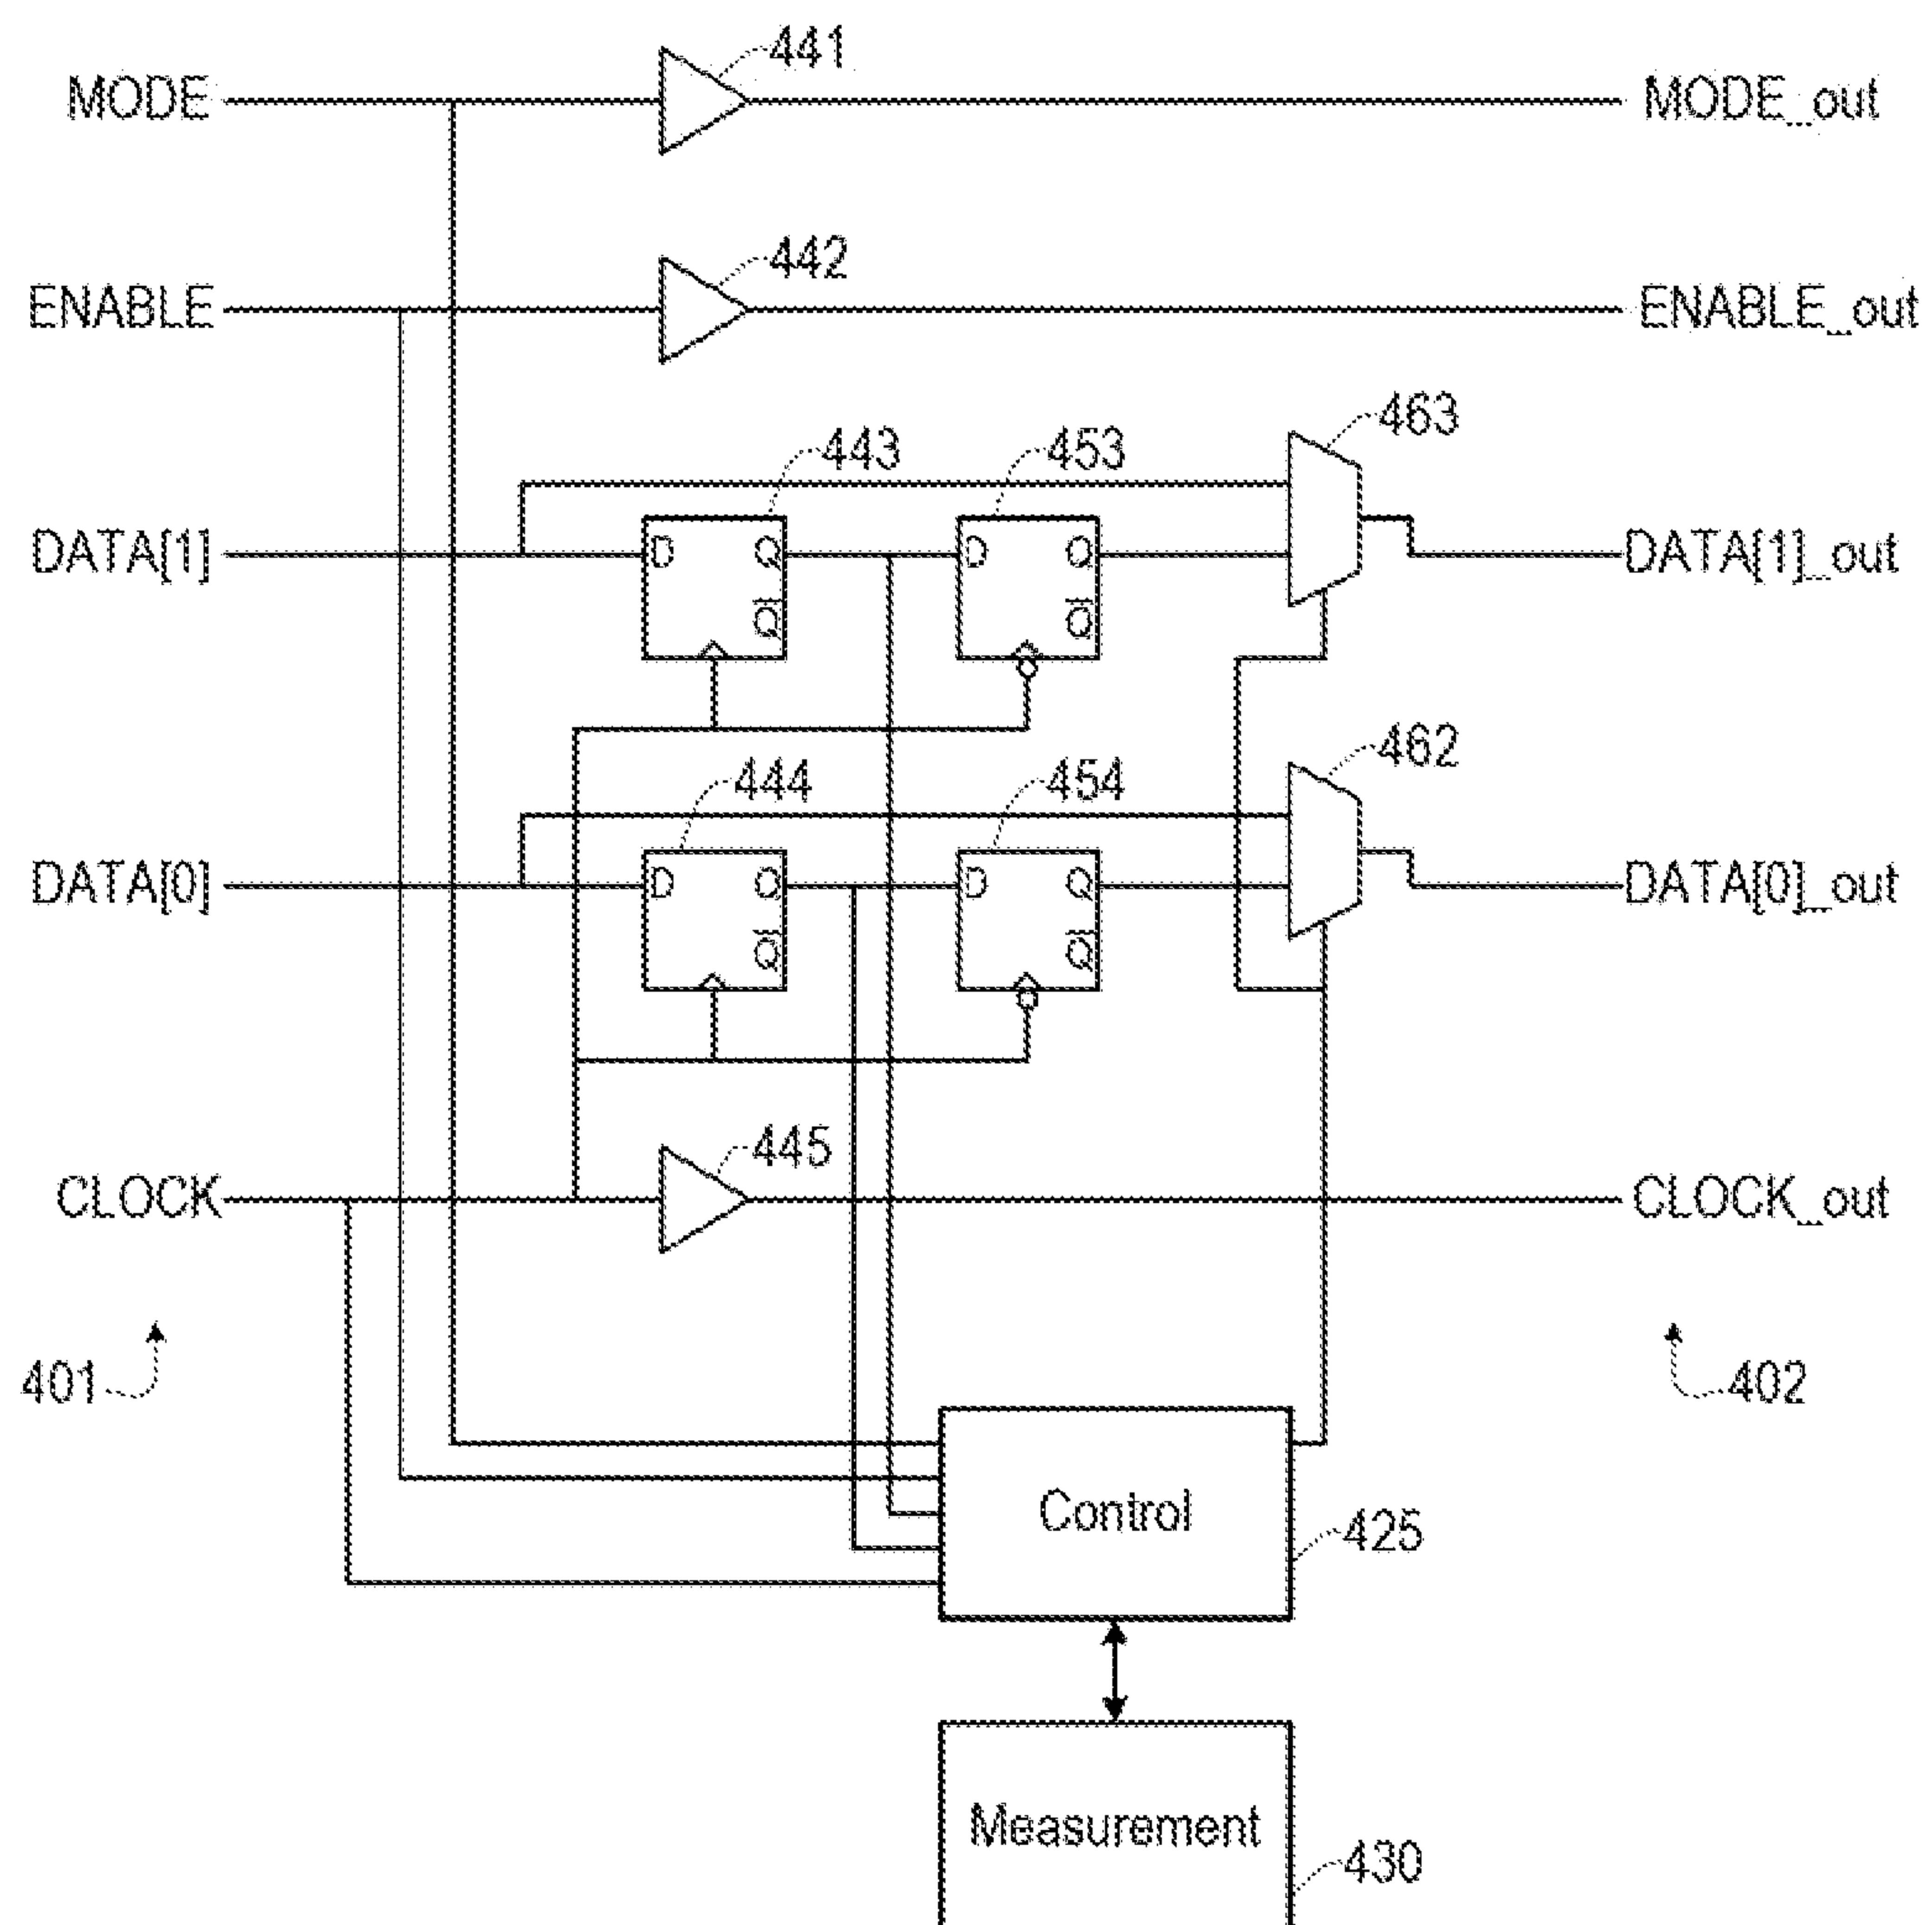 441
MODE
MODE_out
442
ENABLE
ENABLE_out
463
443
453
DATA[1]
D Q
Q̅
D Q
Q̅
DATA[1]_out
462
444
454
DATA[0]
D Q
Q̅
D Q
Q̅
DATA[0]_out
445
CLOCK
CLOCK_out
401
402
Control
425
Measurement
430